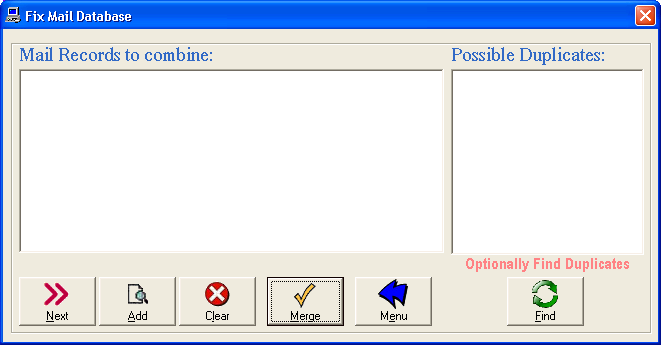 Fix Mail Database
Mail Records to combine:
Possible Duplicates:
Optionally Find Duplicates
Next
Add
Clear
Merge
Menu
Find